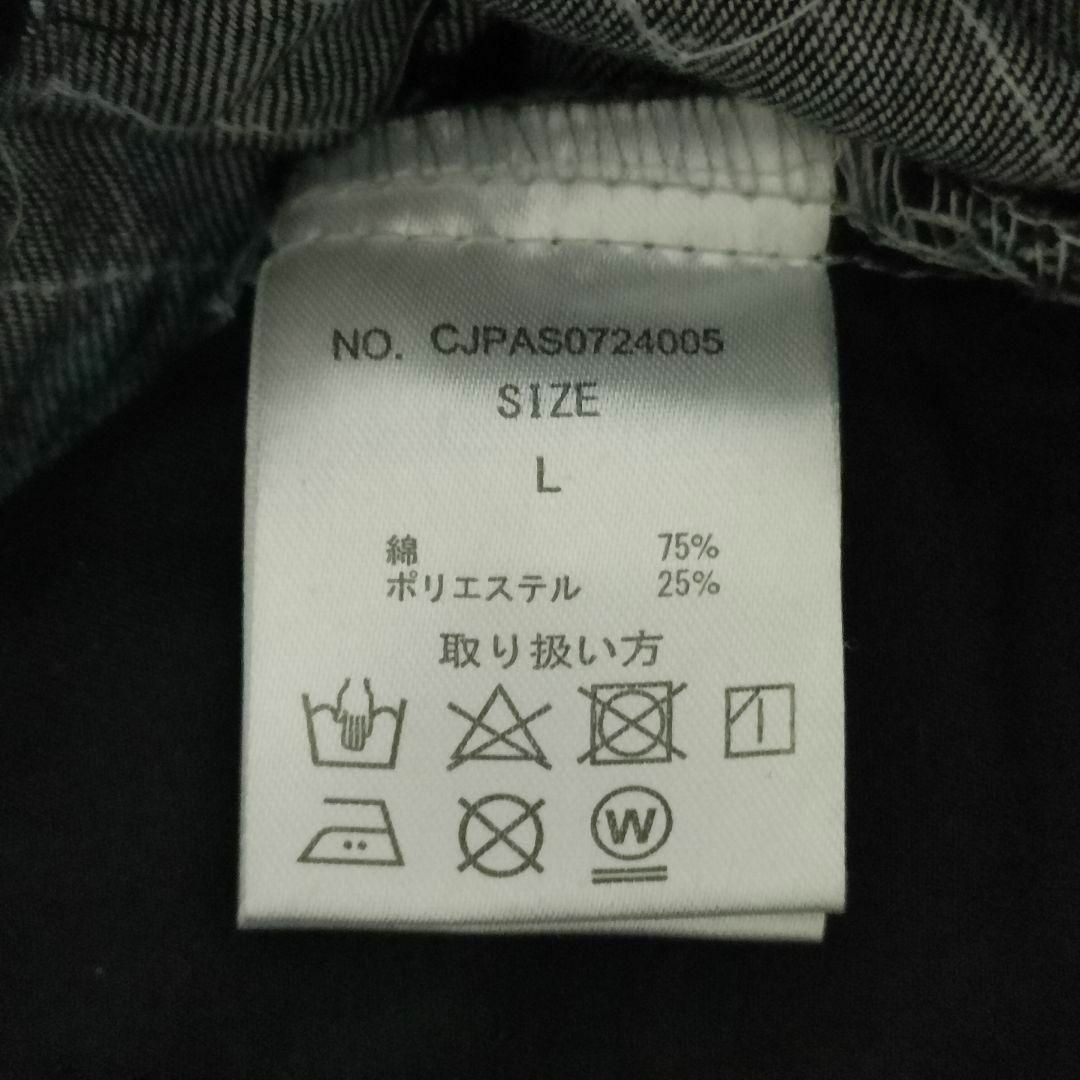 NO. CJPAS0724005
SIZE
L
綿 75%
ポリエステル 25%
取り扱い方
W